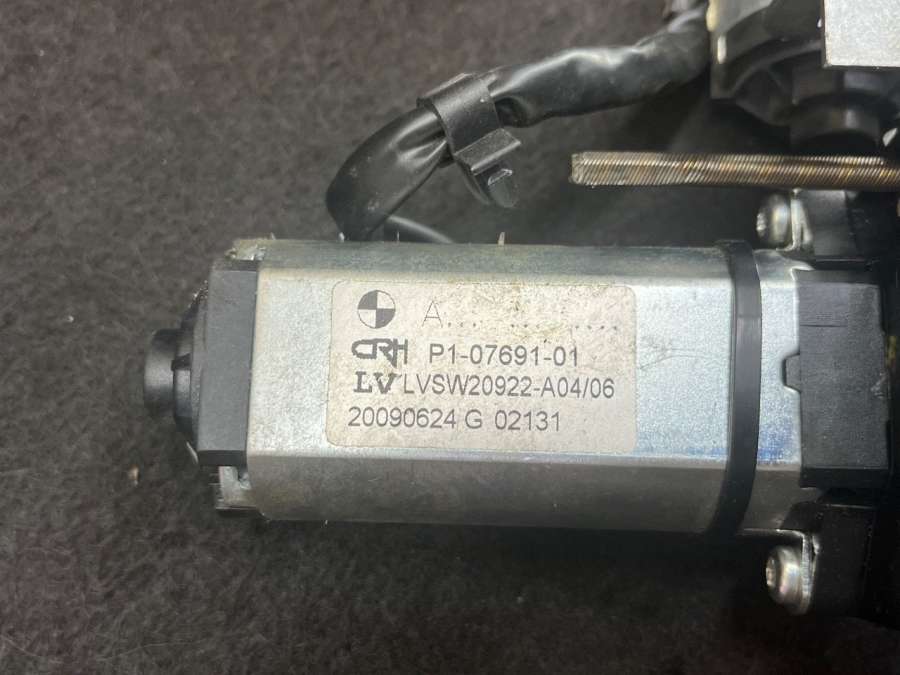 A... ... ....
CRH P1-07691-01
LV LVSW20922-A04/06
20090624 G 02131